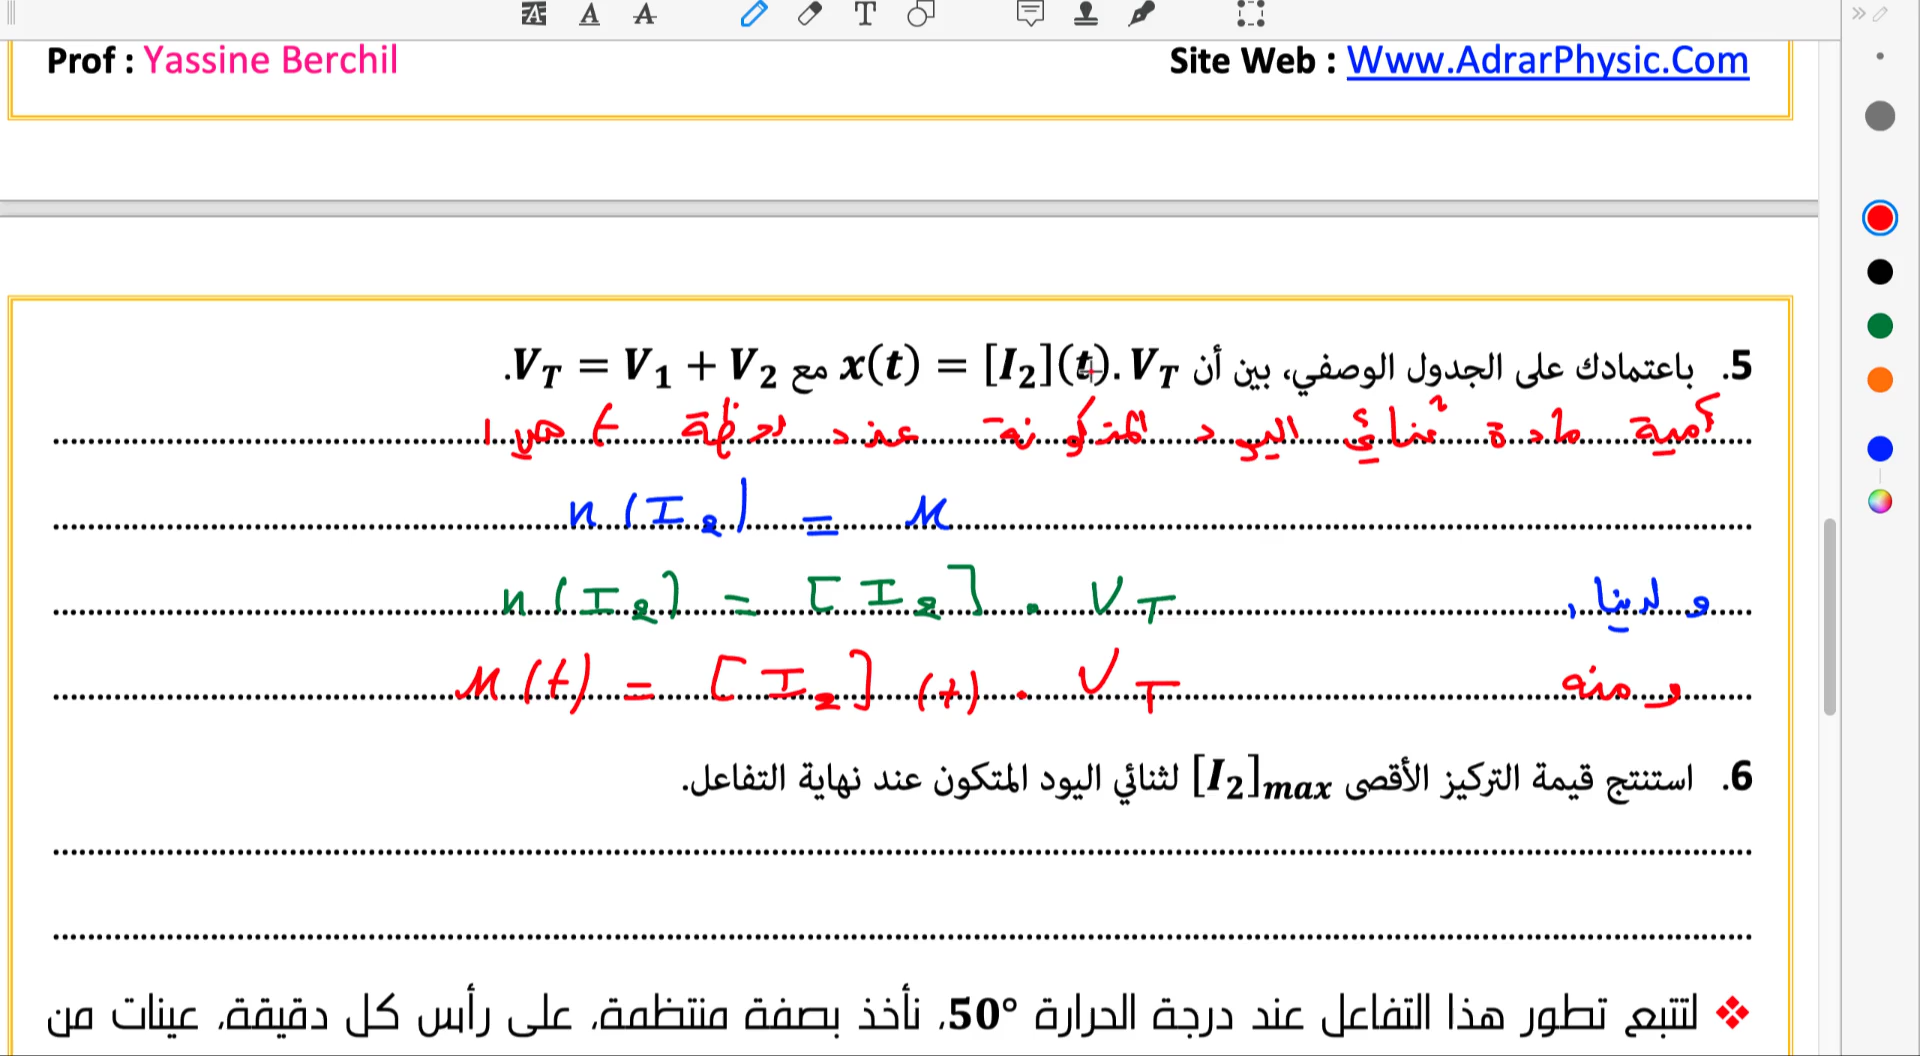 Prof : Yassine Berchil Site Web : Www.AdrarPhysic.Com
5. باعتمادك على الجدول الوصفي، بين أن x(t) = [I₂](t). V_T مع V_T = V₁ + V₂.
كمية مادة ثنائي اليود المتكونة عند لحظة t هي:
n(I₂) = x
ولدينا: n(I₂) = [I₂] . V_T
ومنه x(t) = [I₂](t) . V_T
6. استنتج قيمة التركيز الأقصى [I₂]max لثنائي اليود المتكون عند نهاية التفاعل.
❖ لتتبع تطور هذا التفاعل عند درجة الحرارة 50°، نأخذ بصفة منتظمة، على رأس كل دقيقة، عينات من